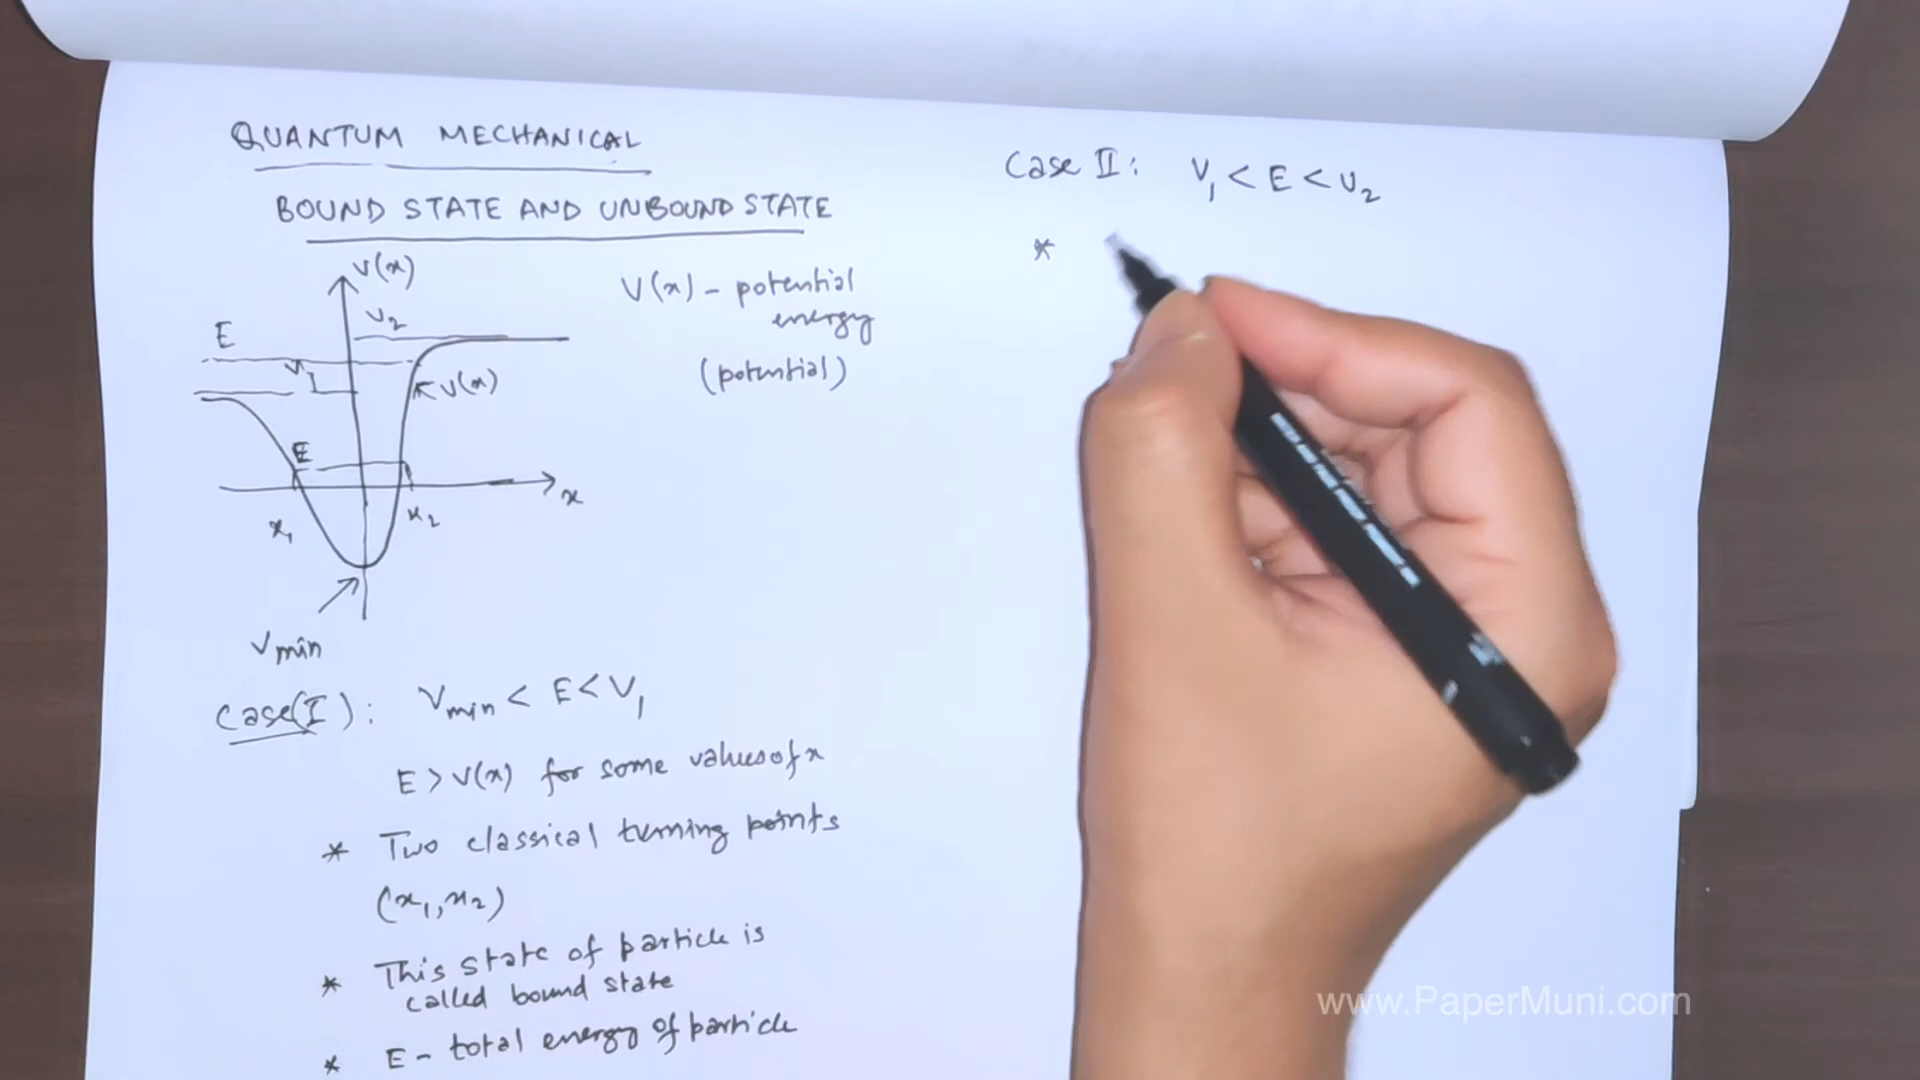 QUANTUM MECHANICAL
BOUND STATE AND UNBOUND STATE
V(x)
V2
E
V1
V(x)
E
x
x1
x2
Vmin
V(x) - potential
energy
(potential)
Case(I): Vmin < E < V1
E > V(x) for some values of x
* Two classical turning points
(x1, x2)
* This state of particle is
called bound state
* E - total energy of particle
Case II: V1 < E < V2
*
www.PaperMuni.com